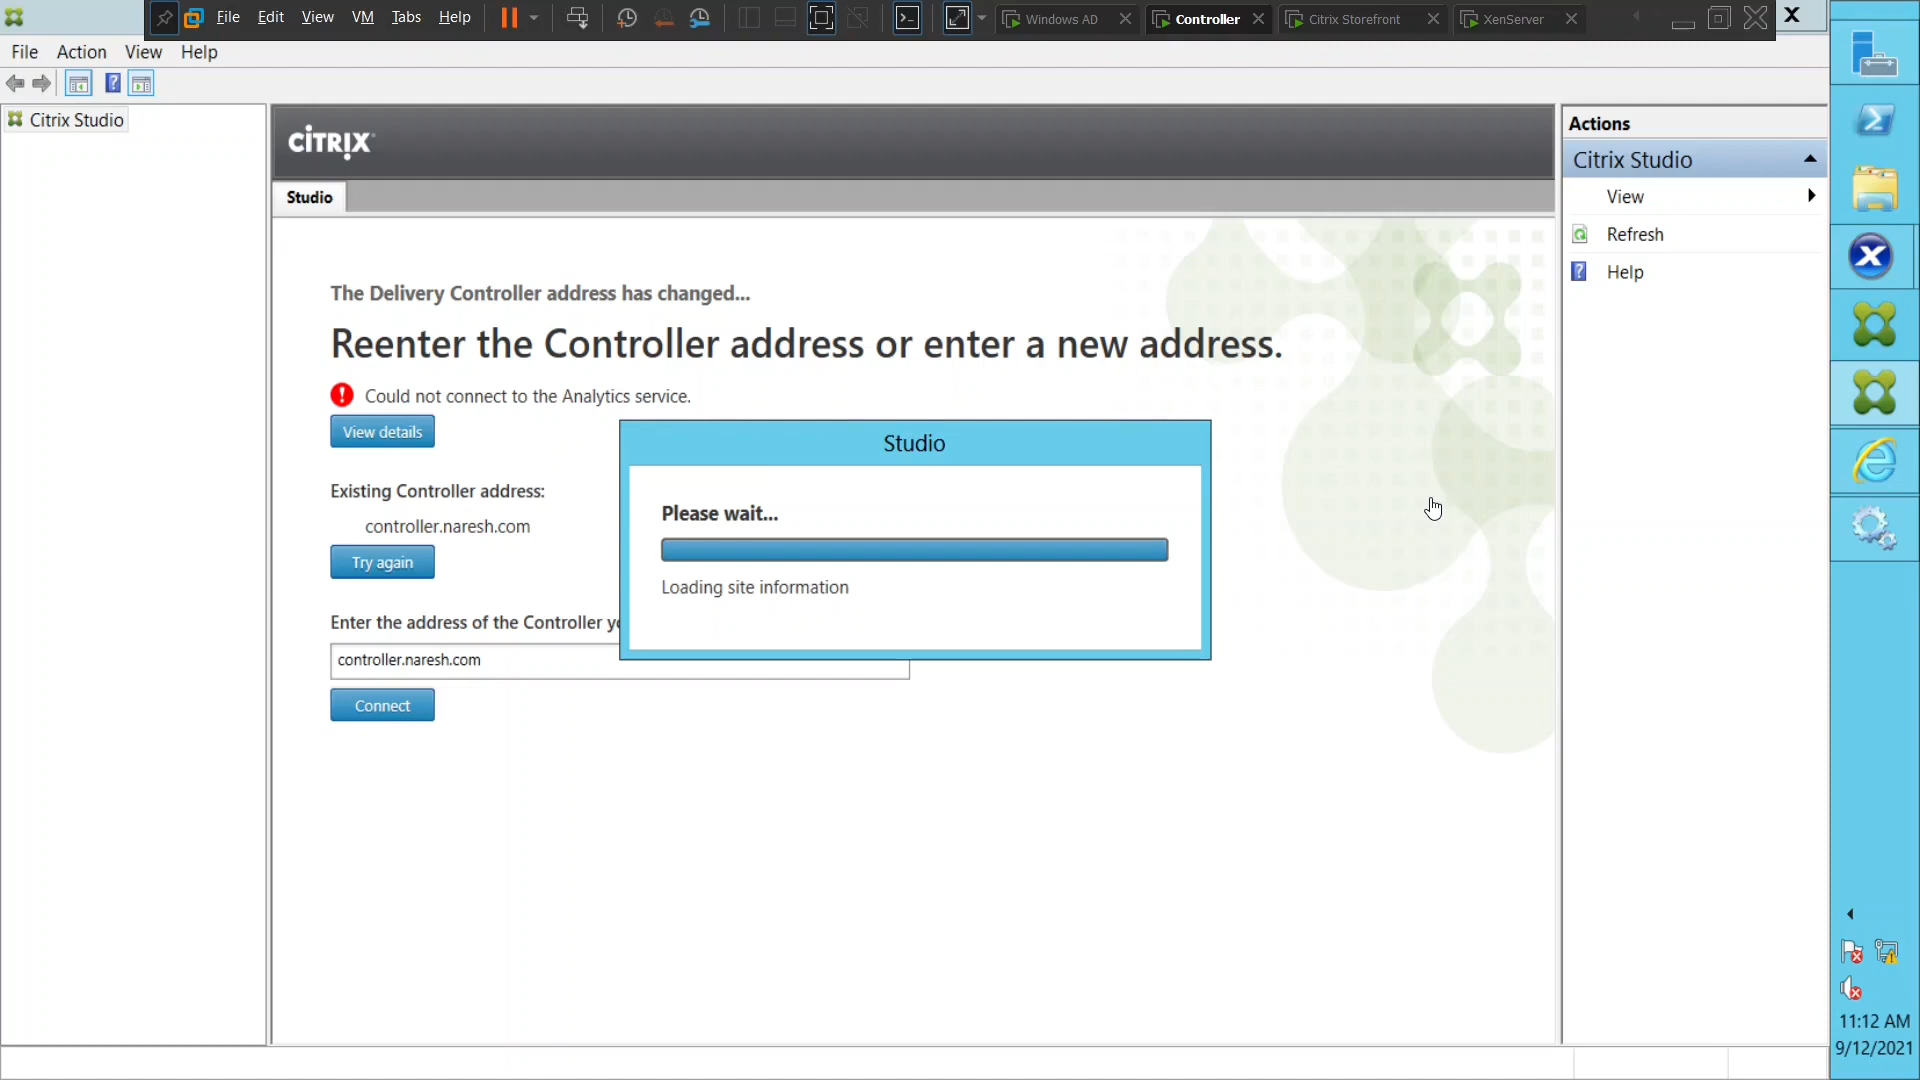 File Edit View VM Tabs Help
Windows AD
Controller
Citrix Storefront
XenServer
X
File Action View Help
Citrix Studio
CİTRIX
Studio
The Delivery Controller address has changed...
Reenter the Controller address or enter a new address.
Could not connect to the Analytics service.
View details
Existing Controller address:
controller.naresh.com
Try again
Enter the address of the Controller
controller.naresh.com
Connect
Studio
Please wait...
Loading site information
Actions
Citrix Studio
View
Refresh
Help
11:12 AM
9/12/2021